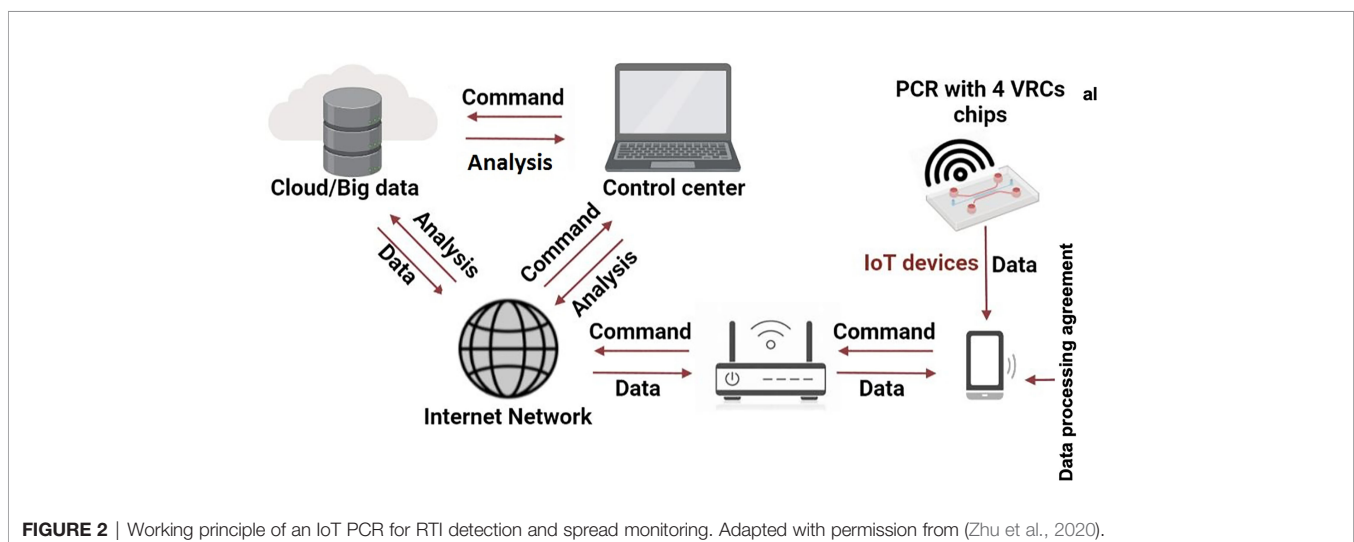 PCR with 4 VRCs al
chips
Command
Analysis
Cloud/Big data
Control center
Analysis
Data
Command
Analysis
IoT devices
Data
Data processing agreement
Command
Data
Command
Data
Internet Network
FIGURE 2 | Working principle of an IoT PCR for RTI detection and spread monitoring. Adapted with permission from (Zhu et al., 2020).